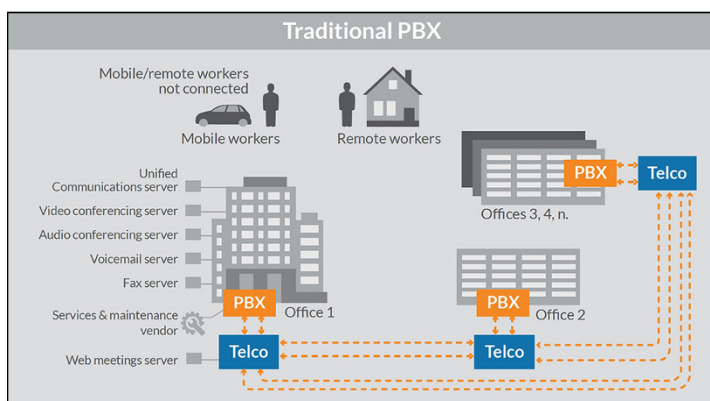 Traditional PBX
Mobile/remote workers
not connected
Mobile workers
Remote workers
Unified
Communications server
Video conferencing server
Audio conferencing server
Voicemail server
Fax server
Services & maintenance
vendor
Web meetings server
PBX
Office 1
Telco
PBX
Office 2
Telco
PBX
Telco
Offices 3, 4, n.